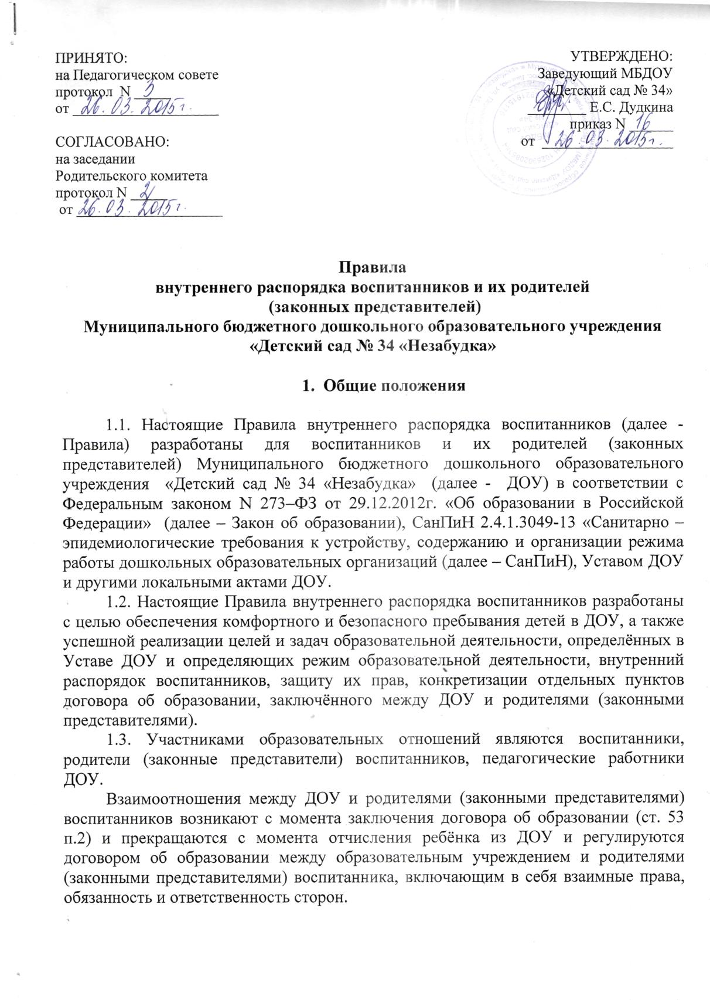 ПРИНЯТО:
на Педагогическом совете
протокол N 3
от 26.03.2015г.
СОГЛАСОВАНО:
на заседании
Родительского комитета
протокол N 2
от 26.03.2015г.
УТВЕРЖДЕНО:
Заведующий МБДОУ
«Детский сад № 34»
Е.С. Дудкина
приказ N 16
от 26.03.2015г.
Правила
внутреннего распорядка воспитанников и их родителей
(законных представителей)
Муниципального бюджетного дошкольного образовательного учреждения
«Детский сад № 34 «Незабудка»
1. Общие положения
1.1. Настоящие Правила внутреннего распорядка воспитанников (далее -
Правила) разработаны для воспитанников и их родителей (законных
представителей) Муниципального бюджетного дошкольного образовательного
учреждения «Детский сад № 34 «Незабудка» (далее - ДОУ) в соответствии с
Федеральным законом N 273–ФЗ от 29.12.2012г. «Об образовании в Российской
Федерации» (далее – Закон об образовании), СанПиН 2.4.1.3049-13 «Санитарно –
эпидемиологические требования к устройству, содержанию и организации режима
работы дошкольных образовательных организаций (далее – СанПиН), Уставом ДОУ
и другими локальными актами ДОУ.
1.2. Настоящие Правила внутреннего распорядка воспитанников разработаны
с целью обеспечения комфортного и безопасного пребывания детей в ДОУ, а также
успешной реализации целей и задач образовательной деятельности, определённых в
Уставе ДОУ и определяющих режим образовательной деятельности, внутренний
распорядок воспитанников, защиту их прав, конкретизации отдельных пунктов
договора об образовании, заключённого между ДОУ и родителями (законными
представителями).
1.3. Участниками образовательных отношений являются воспитанники,
родители (законные представители) воспитанников, педагогические работники
ДОУ.
Взаимоотношения между ДОУ и родителями (законными представителями)
воспитанников возникают с момента заключения договора об образовании (ст. 53
п.2) и прекращаются с момента отчисления ребёнка из ДОУ и регулируются
договором об образовании между образовательным учреждением и родителями
(законными представителями) воспитанника, включающим в себя взаимные права,
обязанность и ответственность сторон.